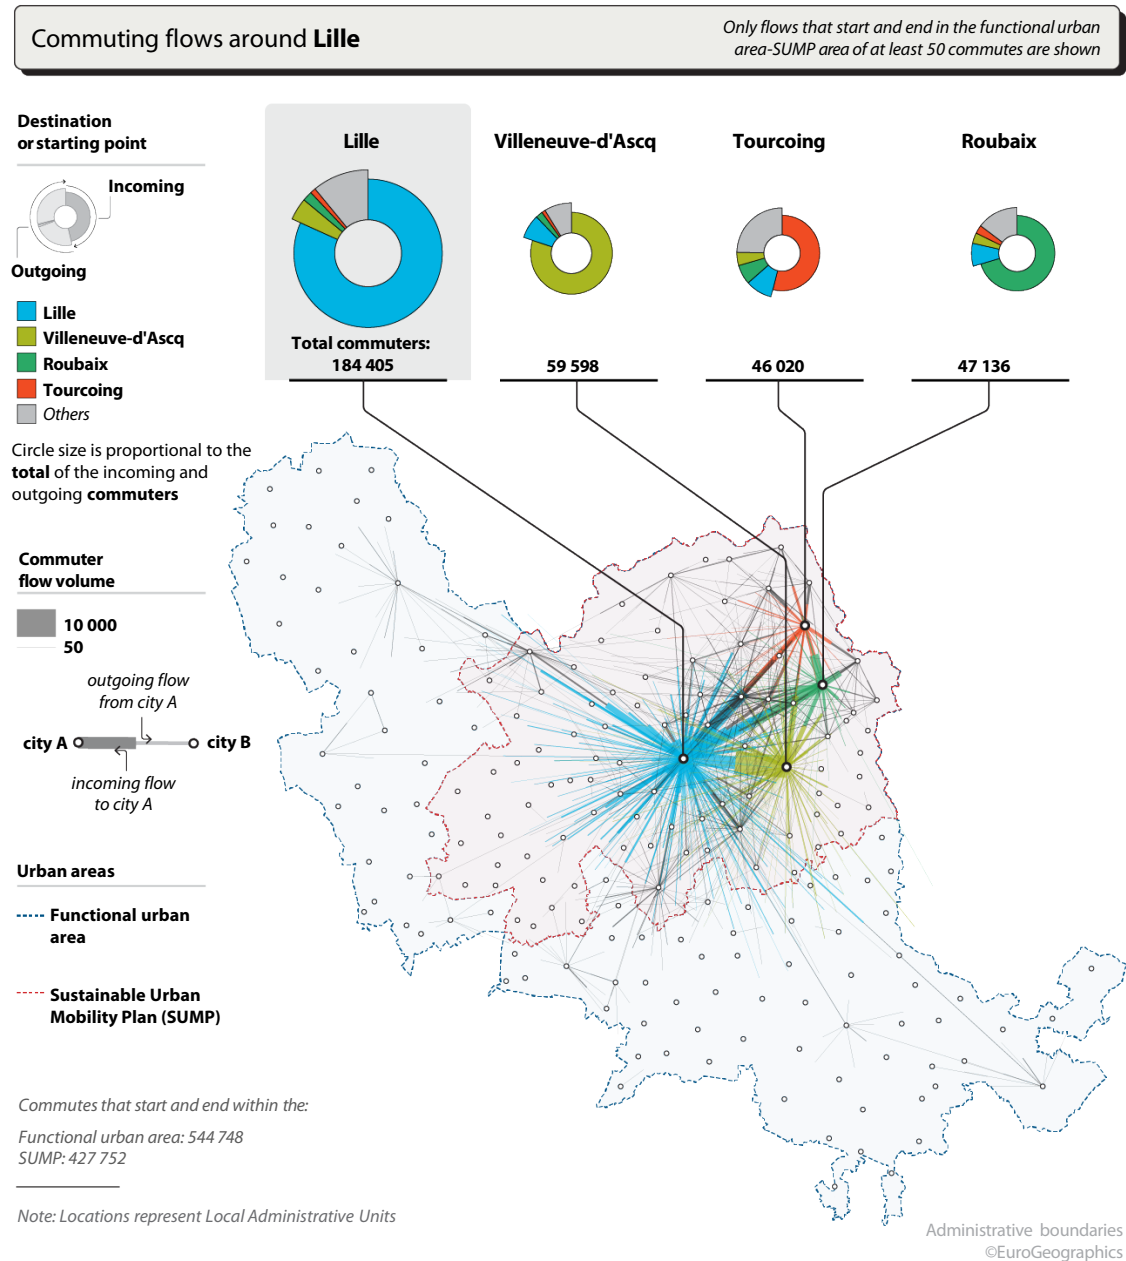 Commuting flows around Lille
Only flows that start and end in the functional urban
area-SUMP area of at least 50 commutes are shown
Destination
or starting point
Incoming
Outgoing
Lille
Villeneuve-d'Ascq
Roubaix
Tourcoing
Others
Circle size is proportional to the
total of the incoming and
outgoing commuters
Lille
Villeneuve-d'Ascq
Tourcoing
Roubaix
Total commuters:
184 405
59 598
46 020
47 136
Commuter
flow volume
10 000
50
outgoing flow
from city A
city A
city B
incoming flow
to city A
Urban areas
Functional urban
area
Sustainable Urban
Mobility Plan (SUMP)
Commutes that start and end within the:
Functional urban area: 544 748
SUMP: 427 752
Note: Locations represent Local Administrative Units
Administrative boundaries
©EuroGeographics